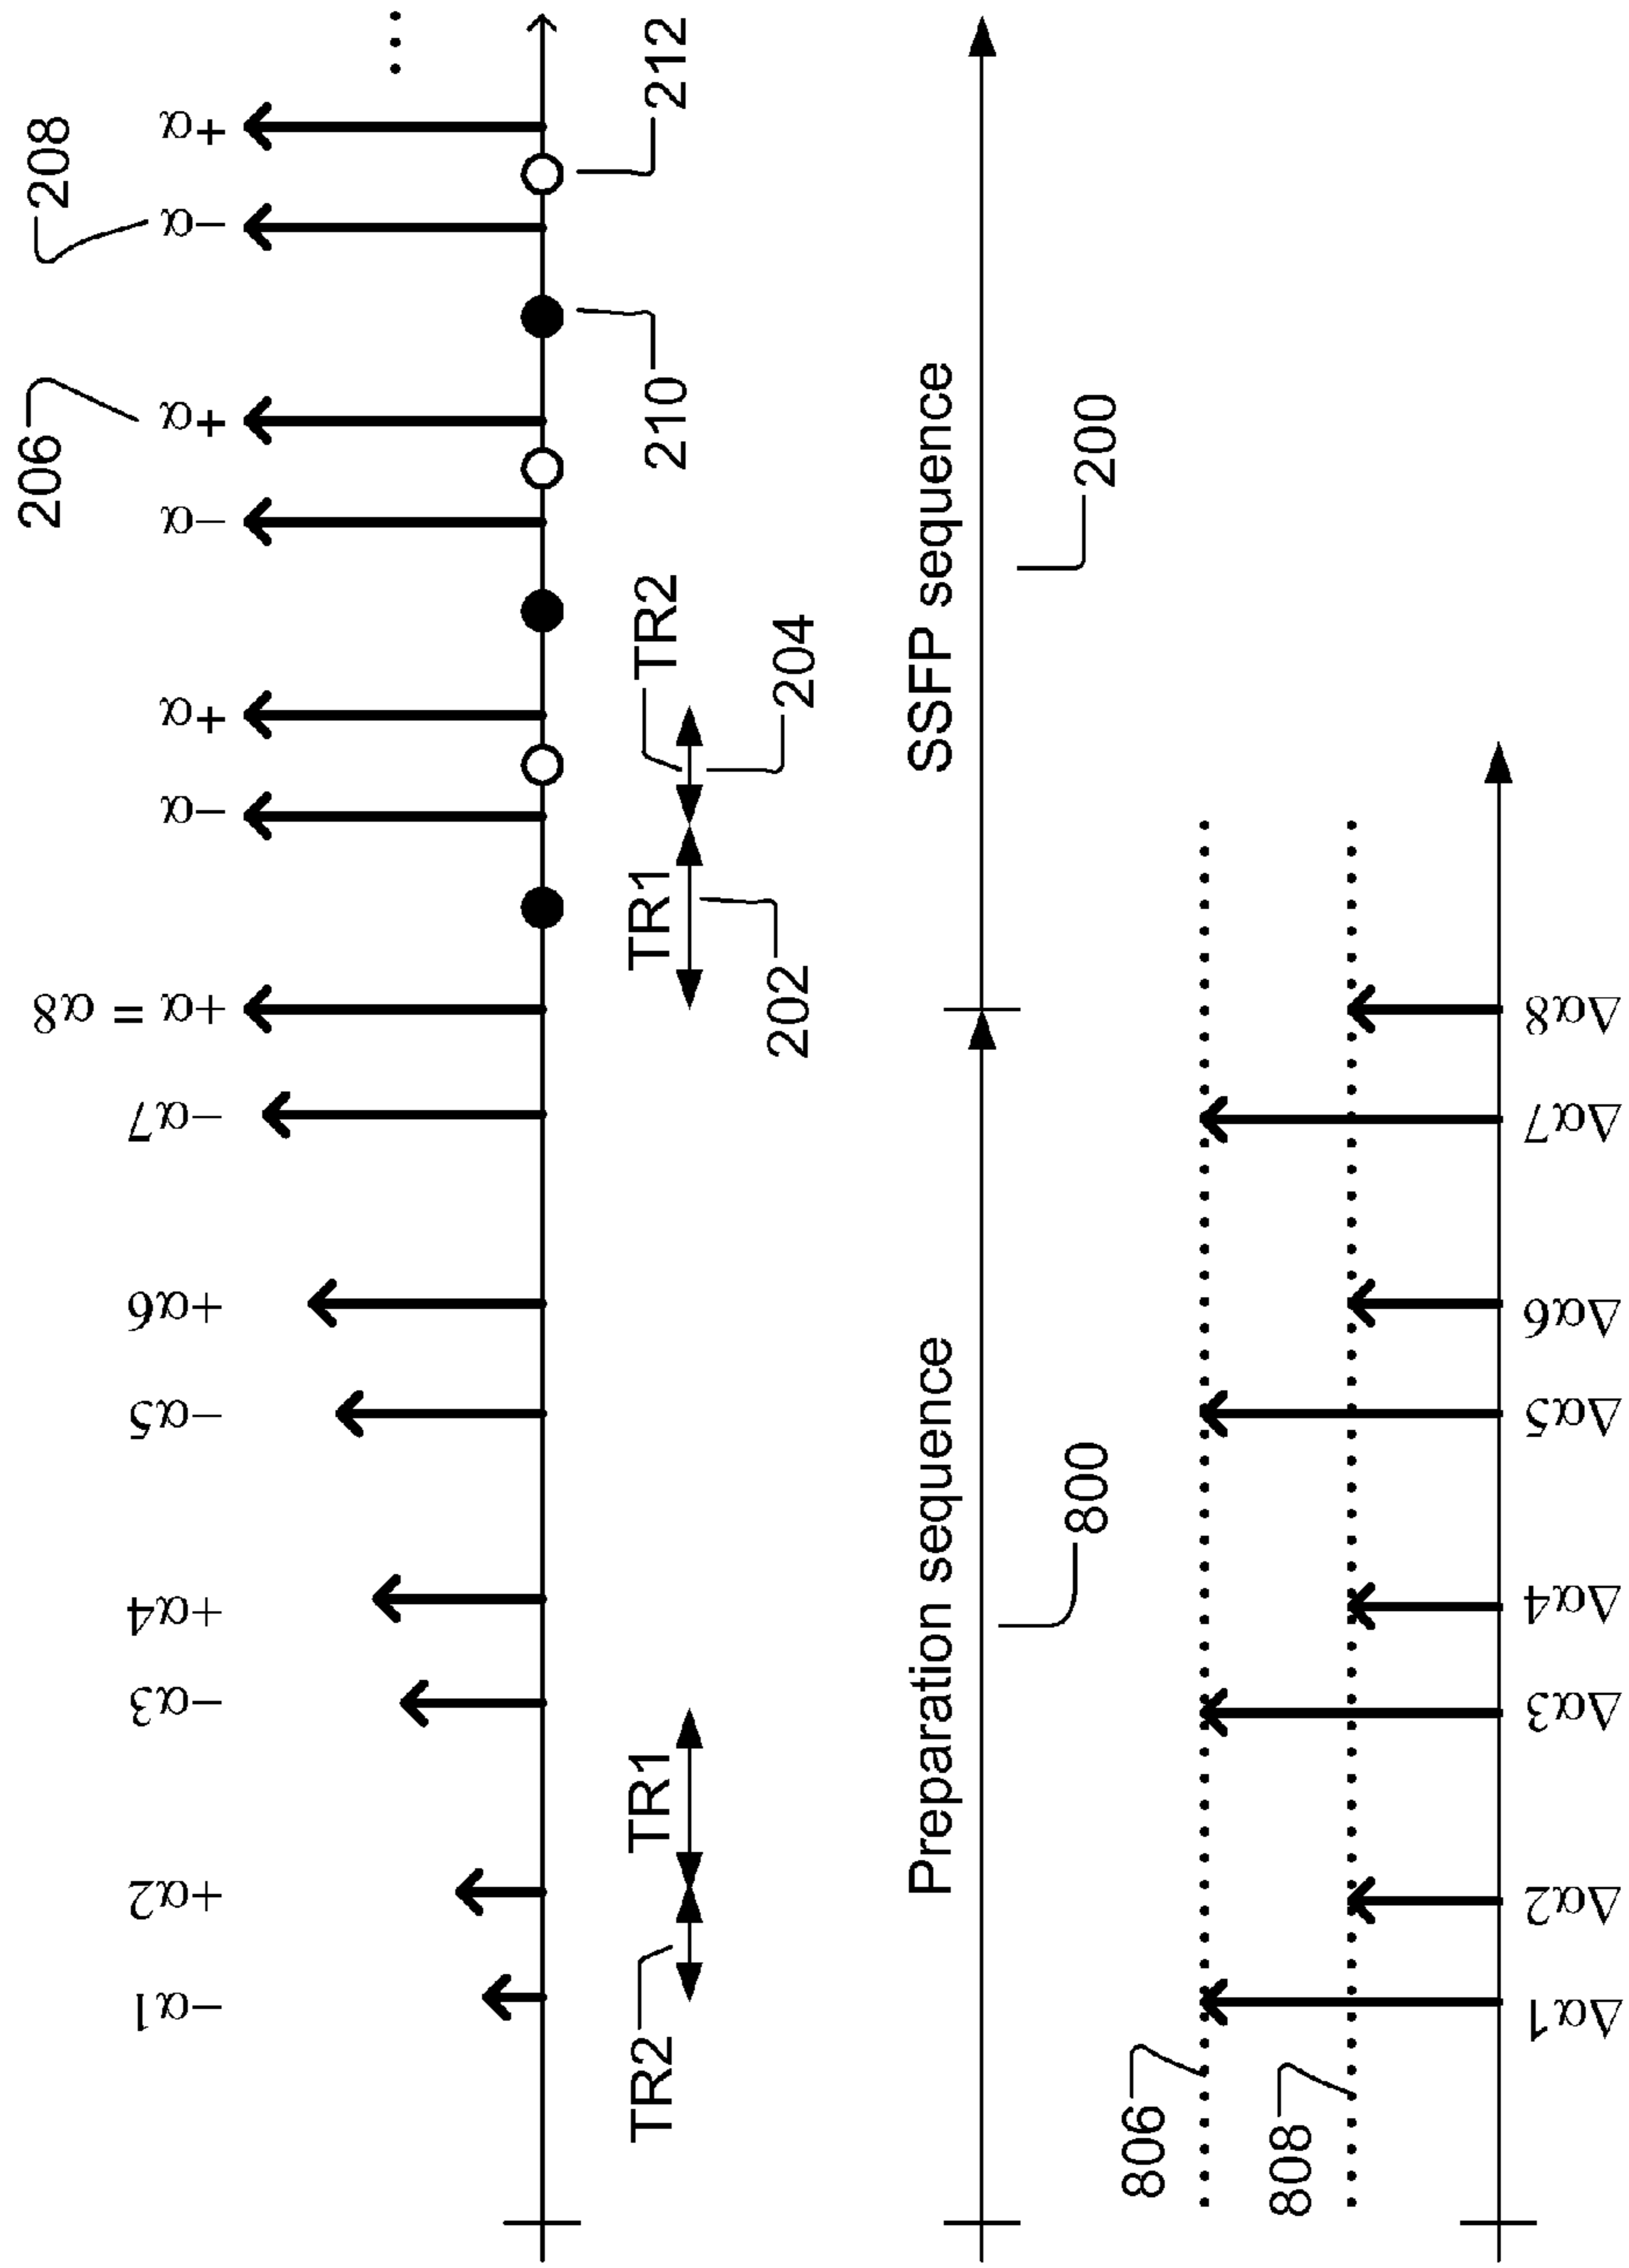 208
206
−α1
+α2
−α3
+α4
−α5
+α6
−α7
+α = α8
−α
+α
−α
+α
−α
+α
...
TR2
TR1
TR1
TR2
210
212
202
204
Preparation sequence
SSFP sequence
800
200
806
808
Δα1
Δα2
Δα3
Δα4
Δα5
Δα6
Δα7
Δα8